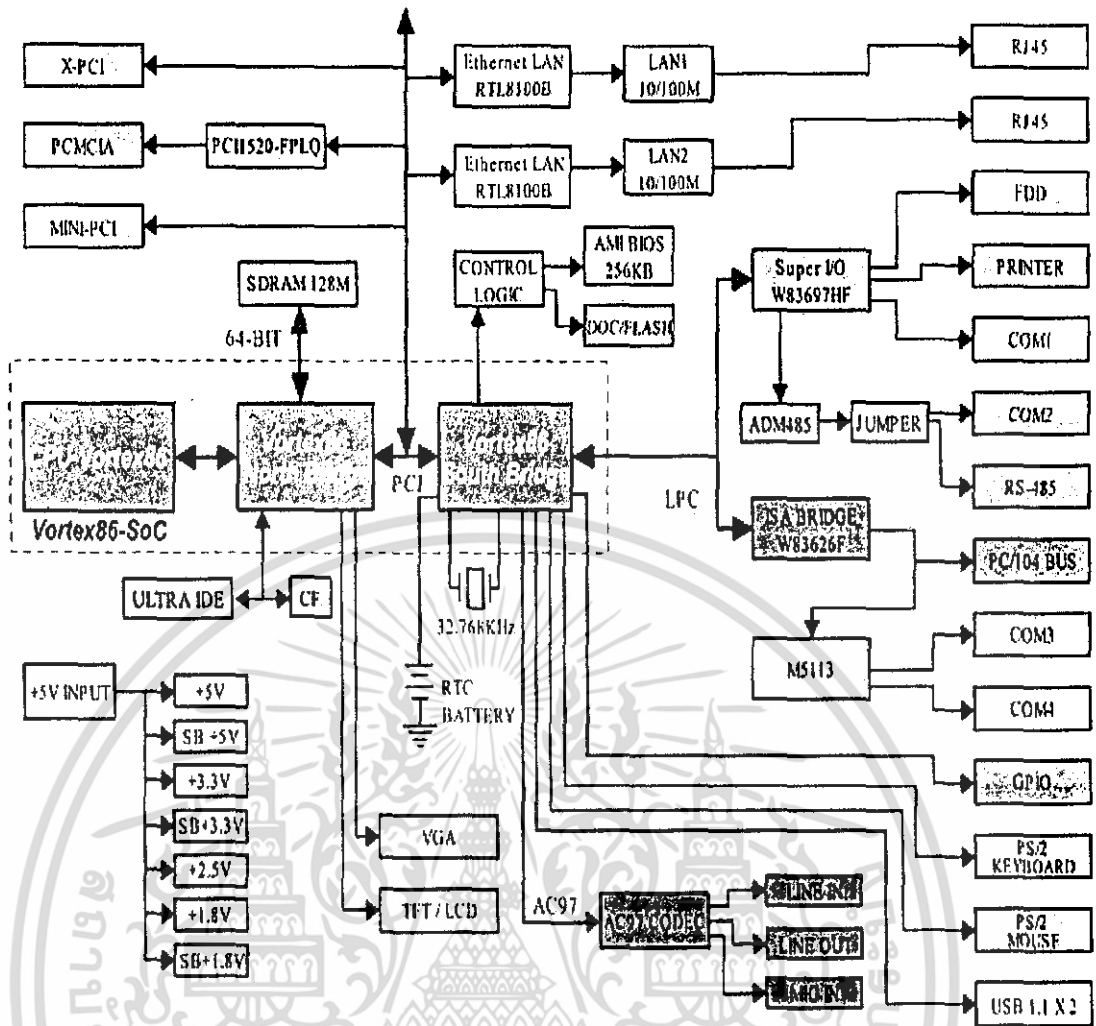 X-PCI
Ethernet LAN
RTL8100B
LAN1
10/100M
RJ45
PCMCIA
PCI1520-FPLQ
Ethernet LAN
RTL8100B
LAN2
10/100M
RJ45
MINI-PCI
FDD
SDRAM 128M
CONTROL
LOGIC
AMI BIOS
256KB
DOC/FLASH
Super I/O
W83697HF
PRINTER
COM1
64-BIT
PCI
Vortex86-SoC
LPC
ADM485
JUMPER
COM2
RS-485
ISA BRIDGE
W83626F
PC/104 BUS
ULTRA IDE
CF
32.768KHz
M5113
COM3
COM4
+5V INPUT
+5V
SB +5V
+3.3V
SB+3.3V
+2.5V
+1.8V
SB+1.8V
RTC
BATTERY
GPIO
VGA
TFT / LCD
AC97
AC97 CODEC
LINE IN
LINE OUT
MIC IN
PS/2
KEYBOARD
PS/2
MOUSE
USB 1.1 X 2